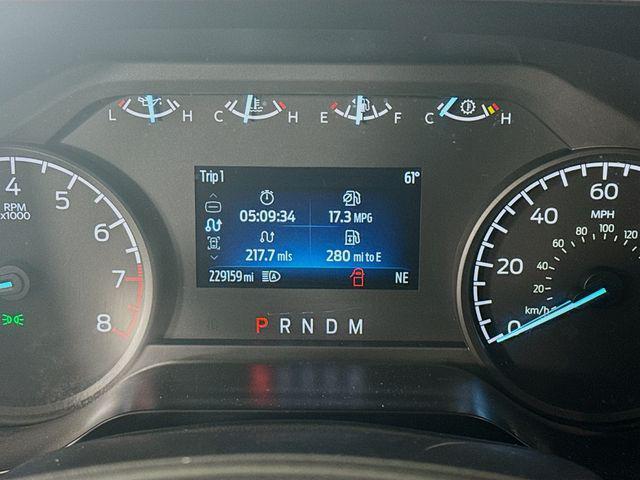 L H C H E F C H
Trip 1 61°
05:09:34 17.3 MPG
217.7 mls 280 mi to E
229159 mi NE
P R N D M
4 5 6 7 8
RPM
x1000
0 20 40 60
MPH
20 40 60 80 100 120
km/h